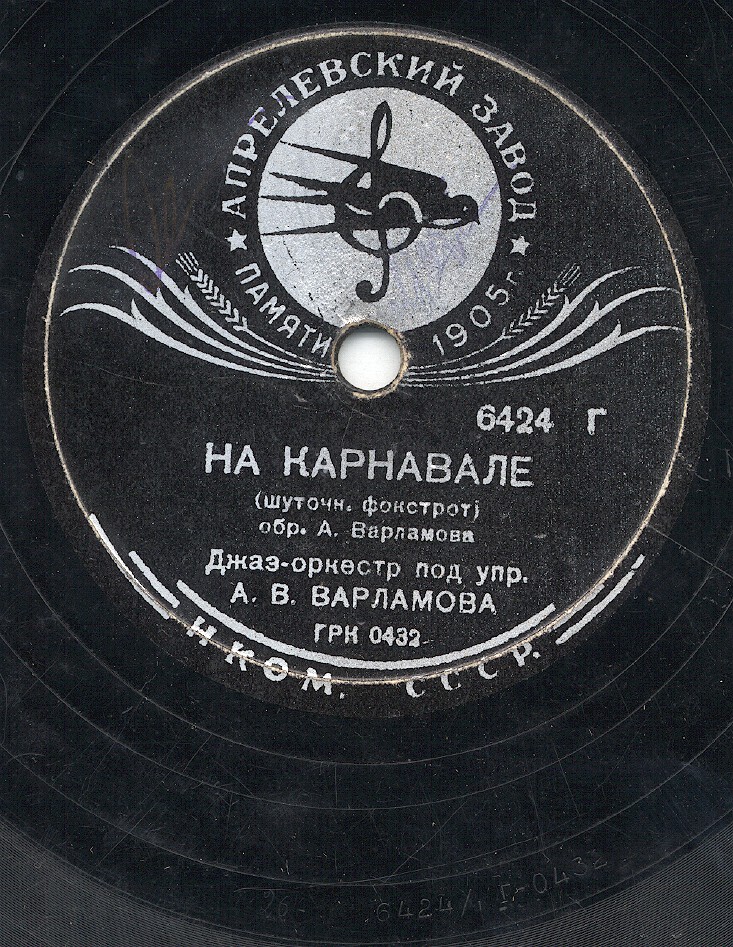 АПРЕЛЕВСКИЙ ЗАВОД
ПАМЯТИ 1905 г.
6424 Г
НА КАРНАВАЛЕ
(шуточн. фокстрот)
обр. А. Варламова
Джаз-оркестр под упр.
А. В. ВАРЛАМОВА
ГРК 0432
НКОМ. СССР.
6424/1 Г-0432